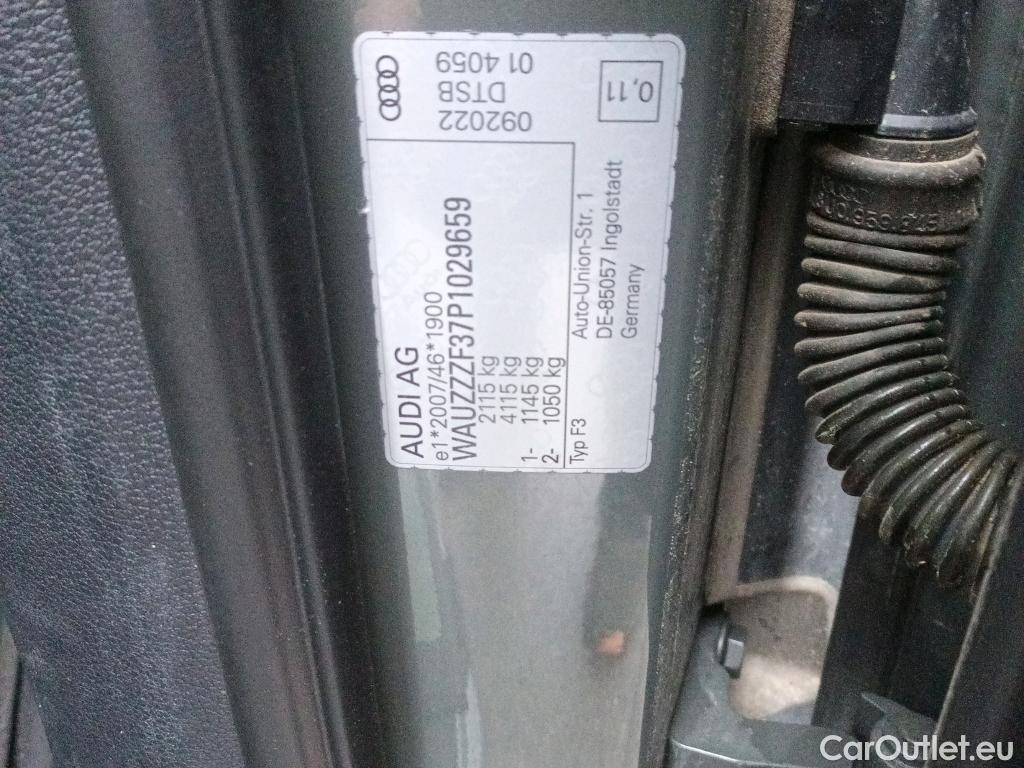 AUDI AG
e1*2007/46*1900
WAUZZZF37P1029659
2115 kg
4115 kg
1- 1145 kg
2- 1050 kg
Typ F3
Auto-Union-Str. 1
DE-85057 Ingolstadt
Germany
092022
DTSB
01 4059
0,11
CarOutlet.eu